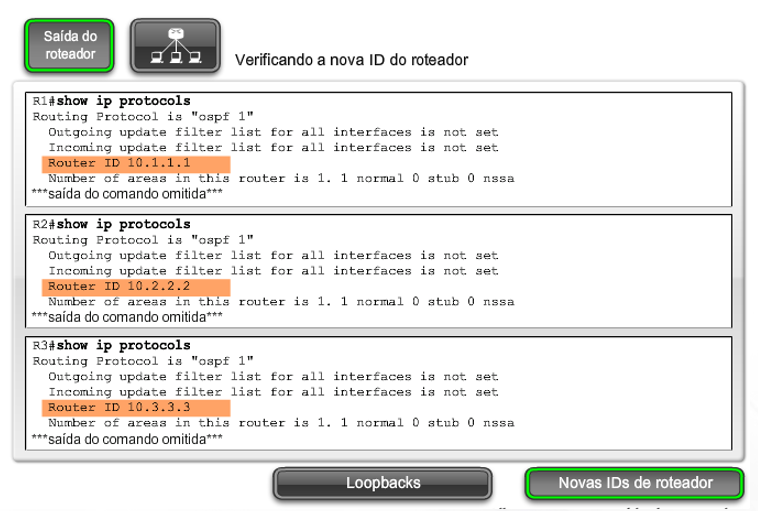 Saída do
roteador
Verificando a nova ID do roteador
R1#show ip protocols
Routing Protocol is "ospf 1"
Outgoing update filter list for all interfaces is not set
Incoming update filter list for all interfaces is not set
Router ID 10.1.1.1
Number of areas in this router is 1. 1 normal 0 stub 0 nssa
***saída do comando omitida***
R2#show ip protocols
Routing Protocol is "ospf 1"
Outgoing update filter list for all interfaces is not set
Incoming update filter list for all interfaces is not set
Router ID 10.2.2.2
Number of areas in this router is 1. 1 normal 0 stub 0 nssa
***saída do comando omitida***
R3#show ip protocols
Routing Protocol is "ospf 1"
Outgoing update filter list for all interfaces is not set
Incoming update filter list for all interfaces is not set
Router ID 10.3.3.3
Number of areas in this router is 1. 1 normal 0 stub 0 nssa
***saída do comando omitida***
Loopbacks
Novas IDs de roteador